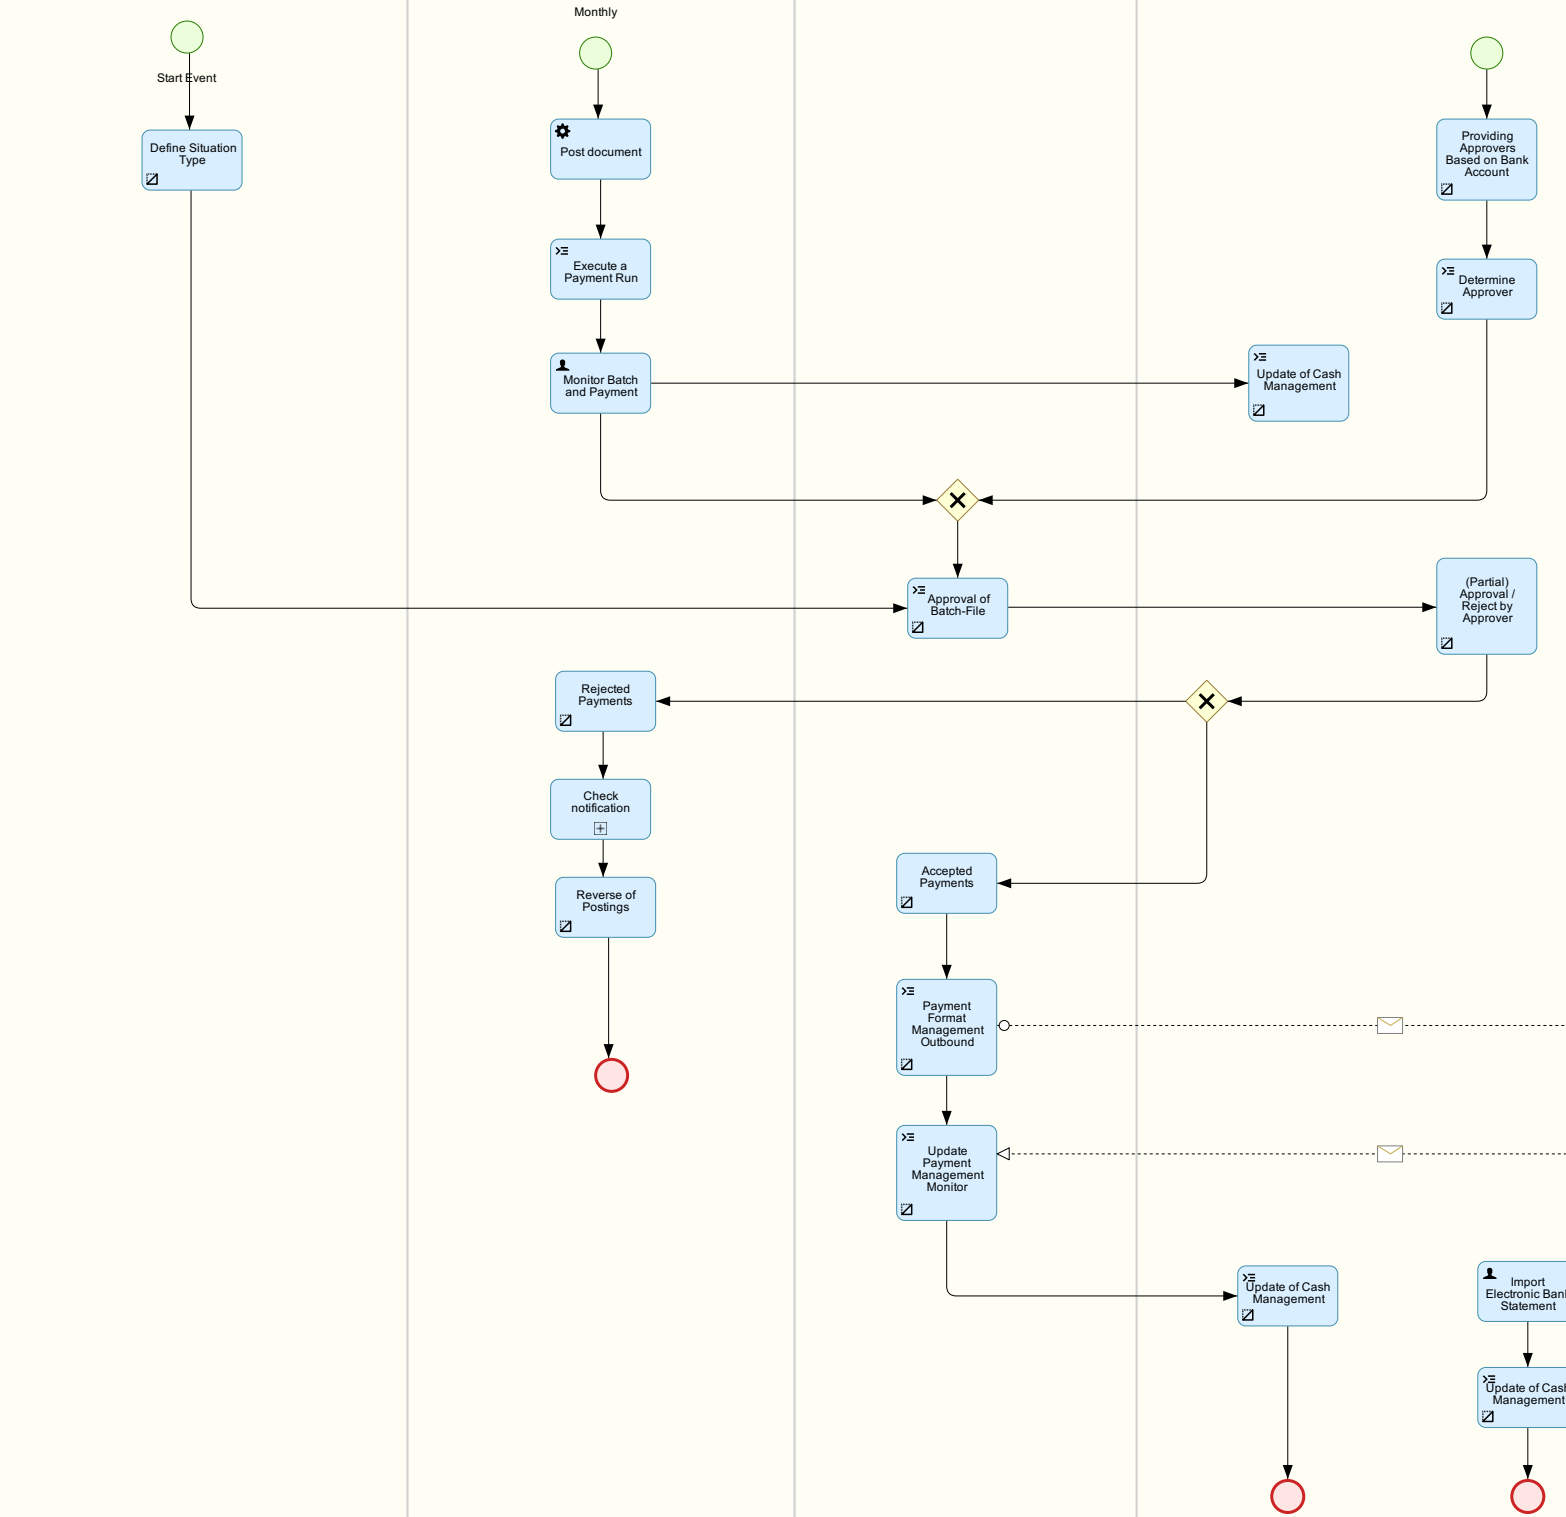 Monthly
Start Event
Define Situation
Type
Post document
Providing
Approvers
Based on Bank
Account
Execute a
Payment Run
Determine
Approver
Monitor Batch
and Payment
Update of Cash
Management
Approval of
Batch-File
(Partial)
Approval /
Reject by
Approver
Rejected
Payments
Check
notification
Accepted
Payments
Reverse of
Postings
Payment
Format
Management
Outbound
Update
Payment
Management
Monitor
Update of Cash
Management
Import
Electronic Bank
Statement
Update of Cash
Management